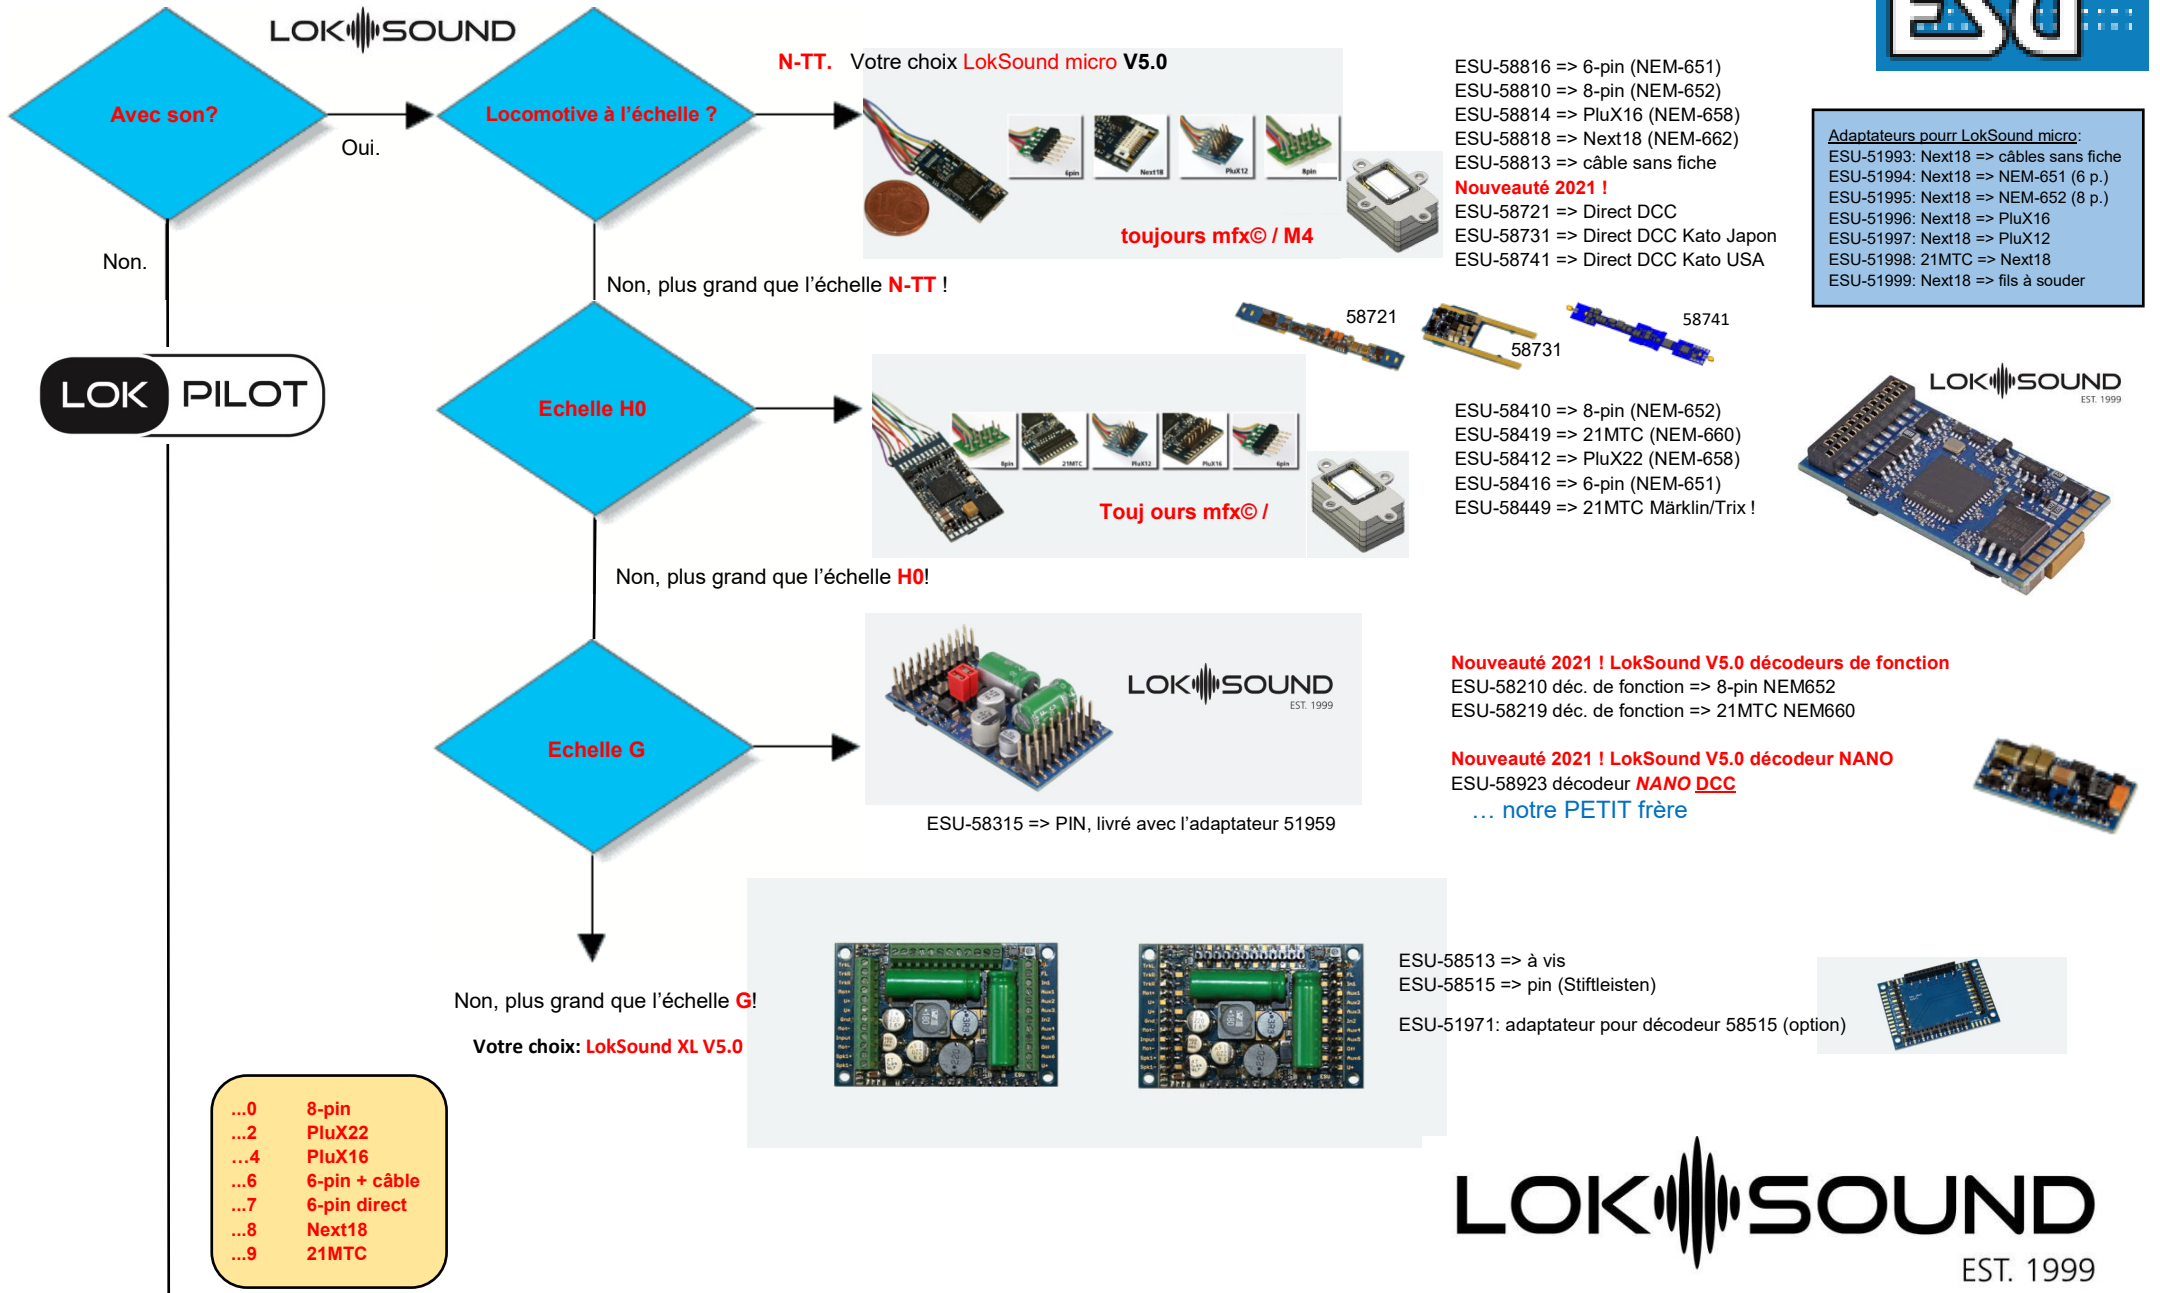 LOKSOUND
ESU
Avec son?
Oui.
Non.
Locomotive à l'échelle ?
N-TT. Votre choix LokSound micro V5.0
6pin
Next18
PluX12
8pin
toujours mfx© / M4
ESU-58816 => 6-pin (NEM-651)
ESU-58810 => 8-pin (NEM-652)
ESU-58814 => PluX16 (NEM-658)
ESU-58818 => Next18 (NEM-662)
ESU-58813 => câble sans fiche
Nouveauté 2021 !
ESU-58721 => Direct DCC
ESU-58731 => Direct DCC Kato Japon
ESU-58741 => Direct DCC Kato USA
Adaptateurs pourr LokSound micro:
ESU-51993: Next18 => câbles sans fiche
ESU-51994: Next18 => NEM-651 (6 p.)
ESU-51995: Next18 => NEM-652 (8 p.)
ESU-51996: Next18 => PluX16
ESU-51997: Next18 => PluX12
ESU-51998: 21MTC => Next18
ESU-51999: Next18 => fils à souder
Non, plus grand que l'échelle N-TT !
58721
58731
58741
LOK PILOT
Echelle H0
8pin
21MTC
PluX12
PluX16
6pin
Touj ours mfx© /
ESU-58410 => 8-pin (NEM-652)
ESU-58419 => 21MTC (NEM-660)
ESU-58412 => PluX22 (NEM-658)
ESU-58416 => 6-pin (NEM-651)
ESU-58449 => 21MTC Märklin/Trix !
LOKSOUND
EST. 1999
Non, plus grand que l'échelle H0!
Echelle G
LOKSOUND
EST. 1999
ESU-58315 => PIN, livré avec l'adaptateur 51959
Nouveauté 2021 ! LokSound V5.0 décodeurs de fonction
ESU-58210 déc. de fonction => 8-pin NEM652
ESU-58219 déc. de fonction => 21MTC NEM660
Nouveauté 2021 ! LokSound V5.0 décodeur NANO
ESU-58923 décodeur NANO DCC
… notre PETIT frère
Non, plus grand que l'échelle G!
Votre choix: LokSound XL V5.0
ESU-58513 => à vis
ESU-58515 => pin (Stiftleisten)
ESU-51971: adaptateur pour décodeur 58515 (option)
...0 8-pin
...2 PluX22
…4 PluX16
...6 6-pin + câble
...7 6-pin direct
...8 Next18
...9 21MTC
LOKSOUND
EST. 1999